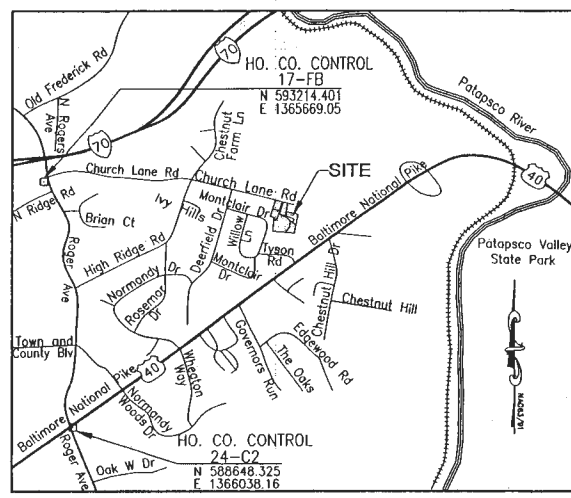 70
HO. CO. CONTROL
17-FB
N 593214.401
E 1365669.05
Old Frederick Rd
N Rogers
Ave
70
Patapsco River
Chestnut
Farm Ln
SITE
Church Lane Rd
Church Lane Rd
Montclair Dr
Baltimore National Pike
40
N Ridge Rd
Brian Ct
Ivy
Hills
Deerfield Dr
Willow
Ln
Patapsco Valley
State Park
Roger
Ave
High Ridge Rd
Tyson
Rd
Montclair
Dr
Normandy Dr
Rosemar
Dr
Chestnut Hill Dr
Chestnut Hill
Town and
County Blv
Governors Run
Edgewood Rd
The Oaks
NAD83/91
Baltimore National Pike
40
Wheaton
Way
Normandy
Woods Dr
HO. CO. CONTROL
24-C2
N 588648.325
E 1366038.16
Roger Ave
Oak W Dr